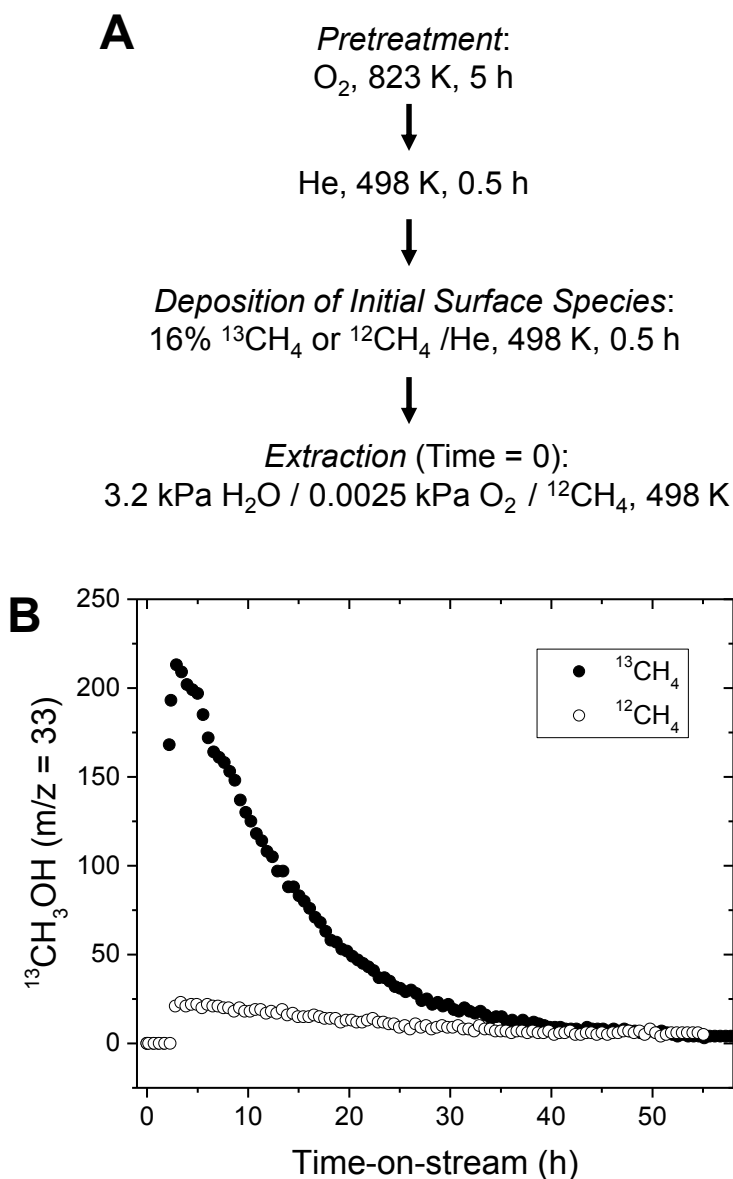 A
Pretreatment:
O₂, 823 K, 5 h
He, 498 K, 0.5 h
Deposition of Initial Surface Species:
16% ¹³CH₄ or ¹²CH₄ /He, 498 K, 0.5 h
Extraction (Time = 0):
3.2 kPa H₂O / 0.0025 kPa O₂ / ¹²CH₄, 498 K
B
¹³CH₃OH (m/z = 33)
250
200
150
100
50
0
¹³CH₄
¹²CH₄
0 10 20 30 40 50
Time-on-stream (h)